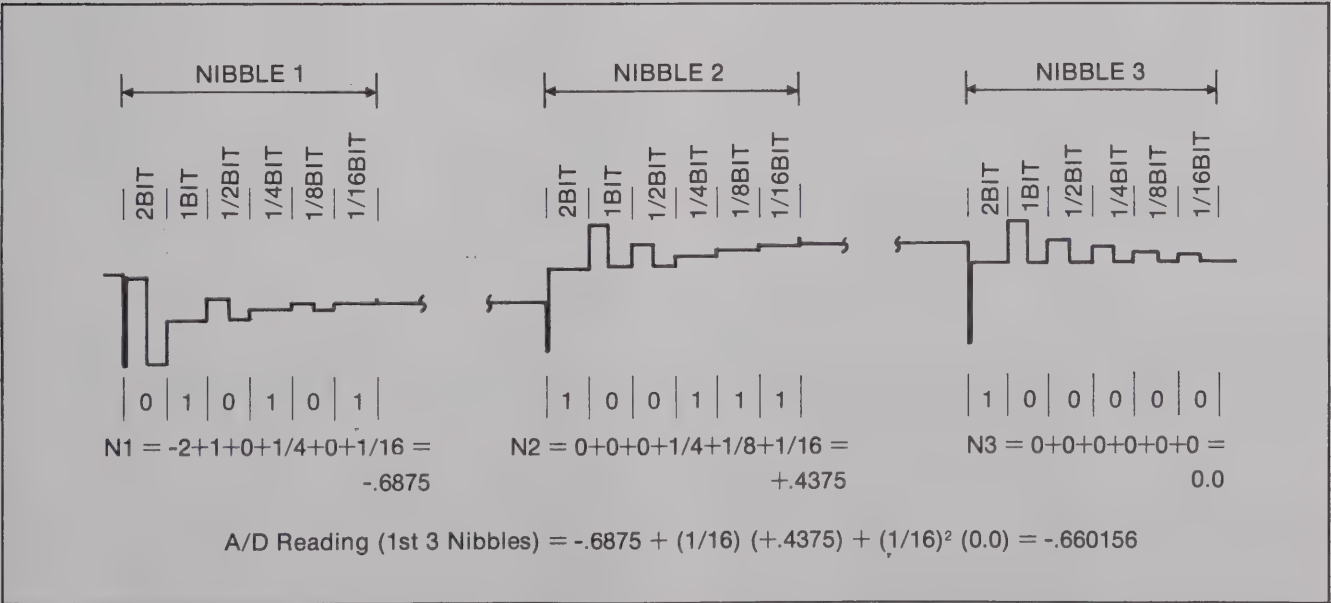 NIBBLE 1 NIBBLE 2 NIBBLE 3
2BIT 1BIT 1/2BIT 1/4BIT 1/8BIT 1/16BIT 2BIT 1BIT 1/2BIT 1/4BIT 1/8BIT 1/16BIT 2BIT 1BIT 1/2BIT 1/4BIT 1/8BIT 1/16BIT
0 1 0 1 0 1 1 0 0 1 1 1 1 0 0 0 0 0
N1 = -2+1+0+1/4+0+1/16 = N2 = 0+0+0+1/4+1/8+1/16 = N3 = 0+0+0+0+0+0 =
-.6875 +.4375 0.0
A/D Reading (1st 3 Nibbles) = -.6875 + (1/16) (+.4375) + (1/16)² (0.0) = -.660156